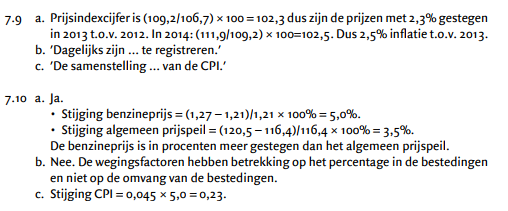 7.9 a. Prijsindexcijfer is (109,2/106,7) × 100 = 102,3 dus zijn de prijzen met 2,3% gestegen
in 2013 t.o.v. 2012. In 2014: (111,9/109,2) × 100=102,5. Dus 2,5% inflatie t.o.v. 2013.
b. ‘Dagelijks zijn ... te registreren.’
c. ‘De samenstelling ... van de CPI.’
7.10 a. Ja.
• Stijging benzineprijs = (1,27 – 1,21)/1,21 × 100% = 5,0%.
• Stijging algemeen prijspeil = (120,5 – 116,4)/116,4 × 100% = 3,5%.
De benzineprijs is in procenten meer gestegen dan het algemeen prijspeil.
b. Nee. De wegingsfactoren hebben betrekking op het percentage in de bestedingen
en niet op de omvang van de bestedingen.
c. Stijging CPI = 0,045 × 5,0 = 0,23.